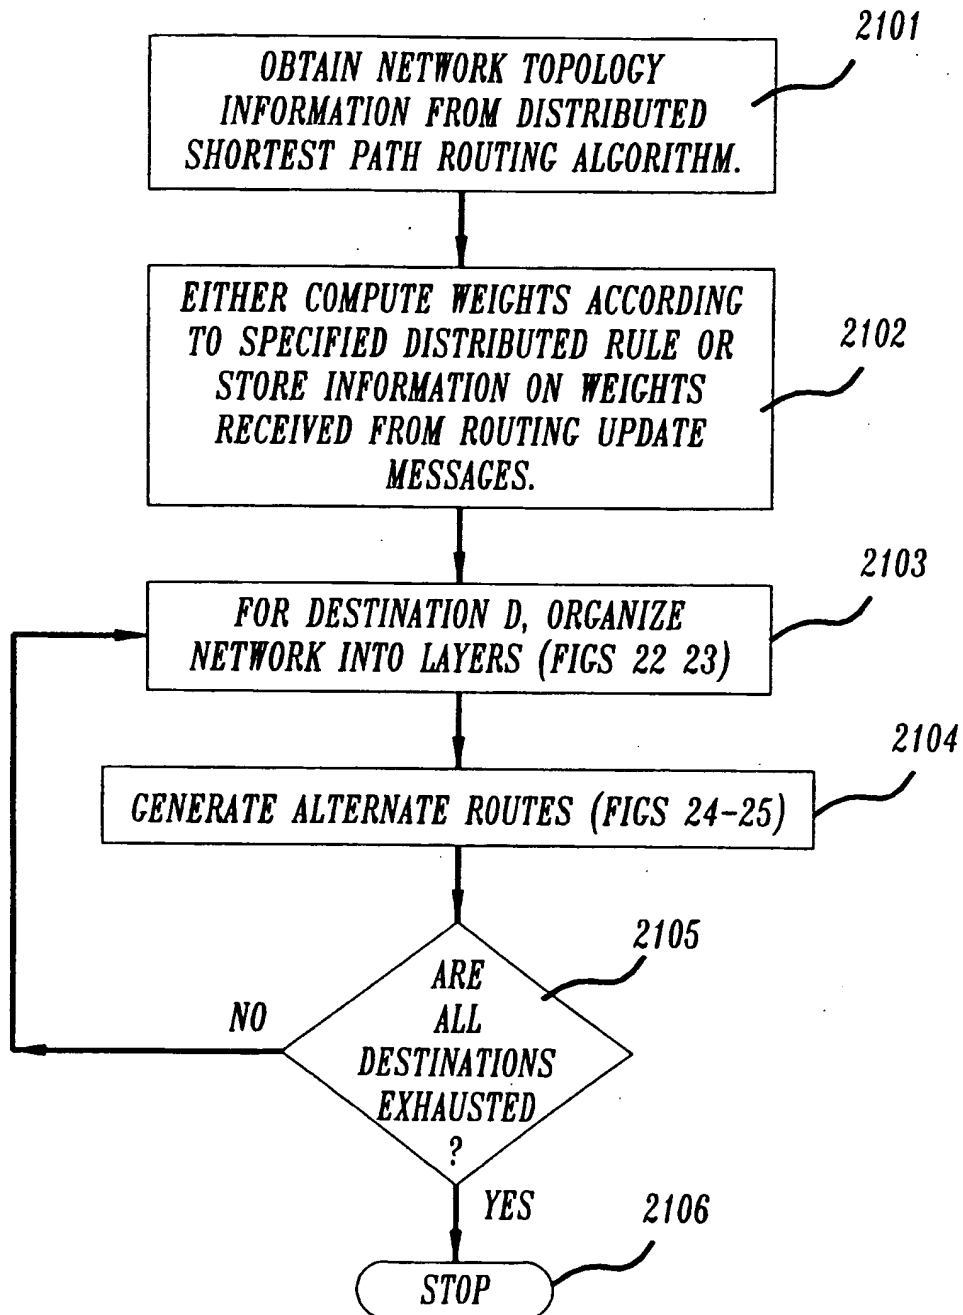 2101
OBTAIN NETWORK TOPOLOGY
INFORMATION FROM DISTRIBUTED
SHORTEST PATH ROUTING ALGORITHM.
EITHER COMPUTE WEIGHTS ACCORDING
TO SPECIFIED DISTRIBUTED RULE OR
STORE INFORMATION ON WEIGHTS
RECEIVED FROM ROUTING UPDATE
MESSAGES.
2102
2103
FOR DESTINATION D, ORGANIZE
NETWORK INTO LAYERS (FIGS 22 23)
2104
GENERATE ALTERNATE ROUTES (FIGS 24-25)
2105
ARE
ALL
DESTINATIONS
EXHAUSTED
?
NO
YES
2106
STOP